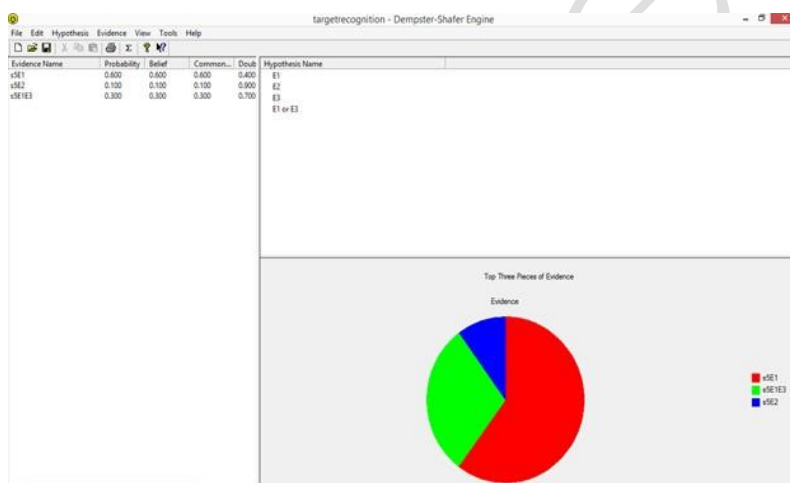 targetrecognition - Dempster-Shafer Engine
File Edit Hypothesis Evidence View Tools Help
Evidence Name Probability Belief Common... Doub
s5E1 0.600 0.600 0.600 0.400
s5E2 0.100 0.100 0.100 0.900
s5E1E3 0.300 0.300 0.300 0.700
Hypothesis Name
E1
E2
E3
E1 or E3
Top Three Pieces of Evidence
Evidence
s5E1
s5E1E3
s5E2